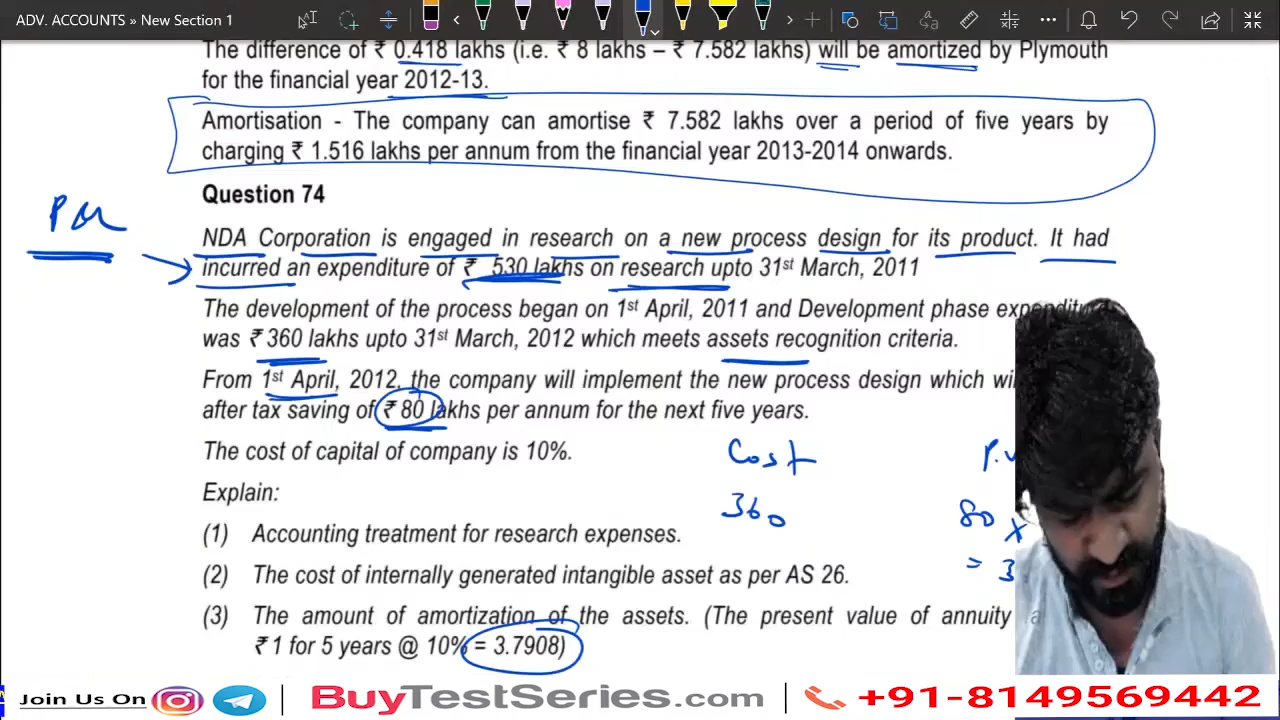 ADV. ACCOUNTS » New Section 1
The difference of ₹ 0.418 lakhs (i.e. ₹ 8 lakhs – ₹ 7.582 lakhs) will be amortized by Plymouth
for the financial year 2012-13.
Amortisation - The company can amortise ₹ 7.582 lakhs over a period of five years by
charging ₹ 1.516 lakhs per annum from the financial year 2013-2014 onwards.
Question 74
NDA Corporation is engaged in research on a new process design for its product. It had
incurred an expenditure of ₹ 530 lakhs on research upto 31st March, 2011
The development of the process began on 1st April, 2011 and Development phase expenditure
was ₹ 360 lakhs upto 31st March, 2012 which meets assets recognition criteria.
From 1st April, 2012, the company will implement the new process design which
after tax saving of ₹ 80 lakhs per annum for the next five years.
The cost of capital of company is 10%.
Cost P.V
Explain:
360 80 x
(1) Accounting treatment for research expenses.
= 3
(2) The cost of internally generated intangible asset as per AS 26.
(3) The amount of amortization of the assets. (The present value of annuity
₹ 1 for 5 years @ 10% = 3.7908)
Join Us On BuyTestSeries.com +91-8149569442